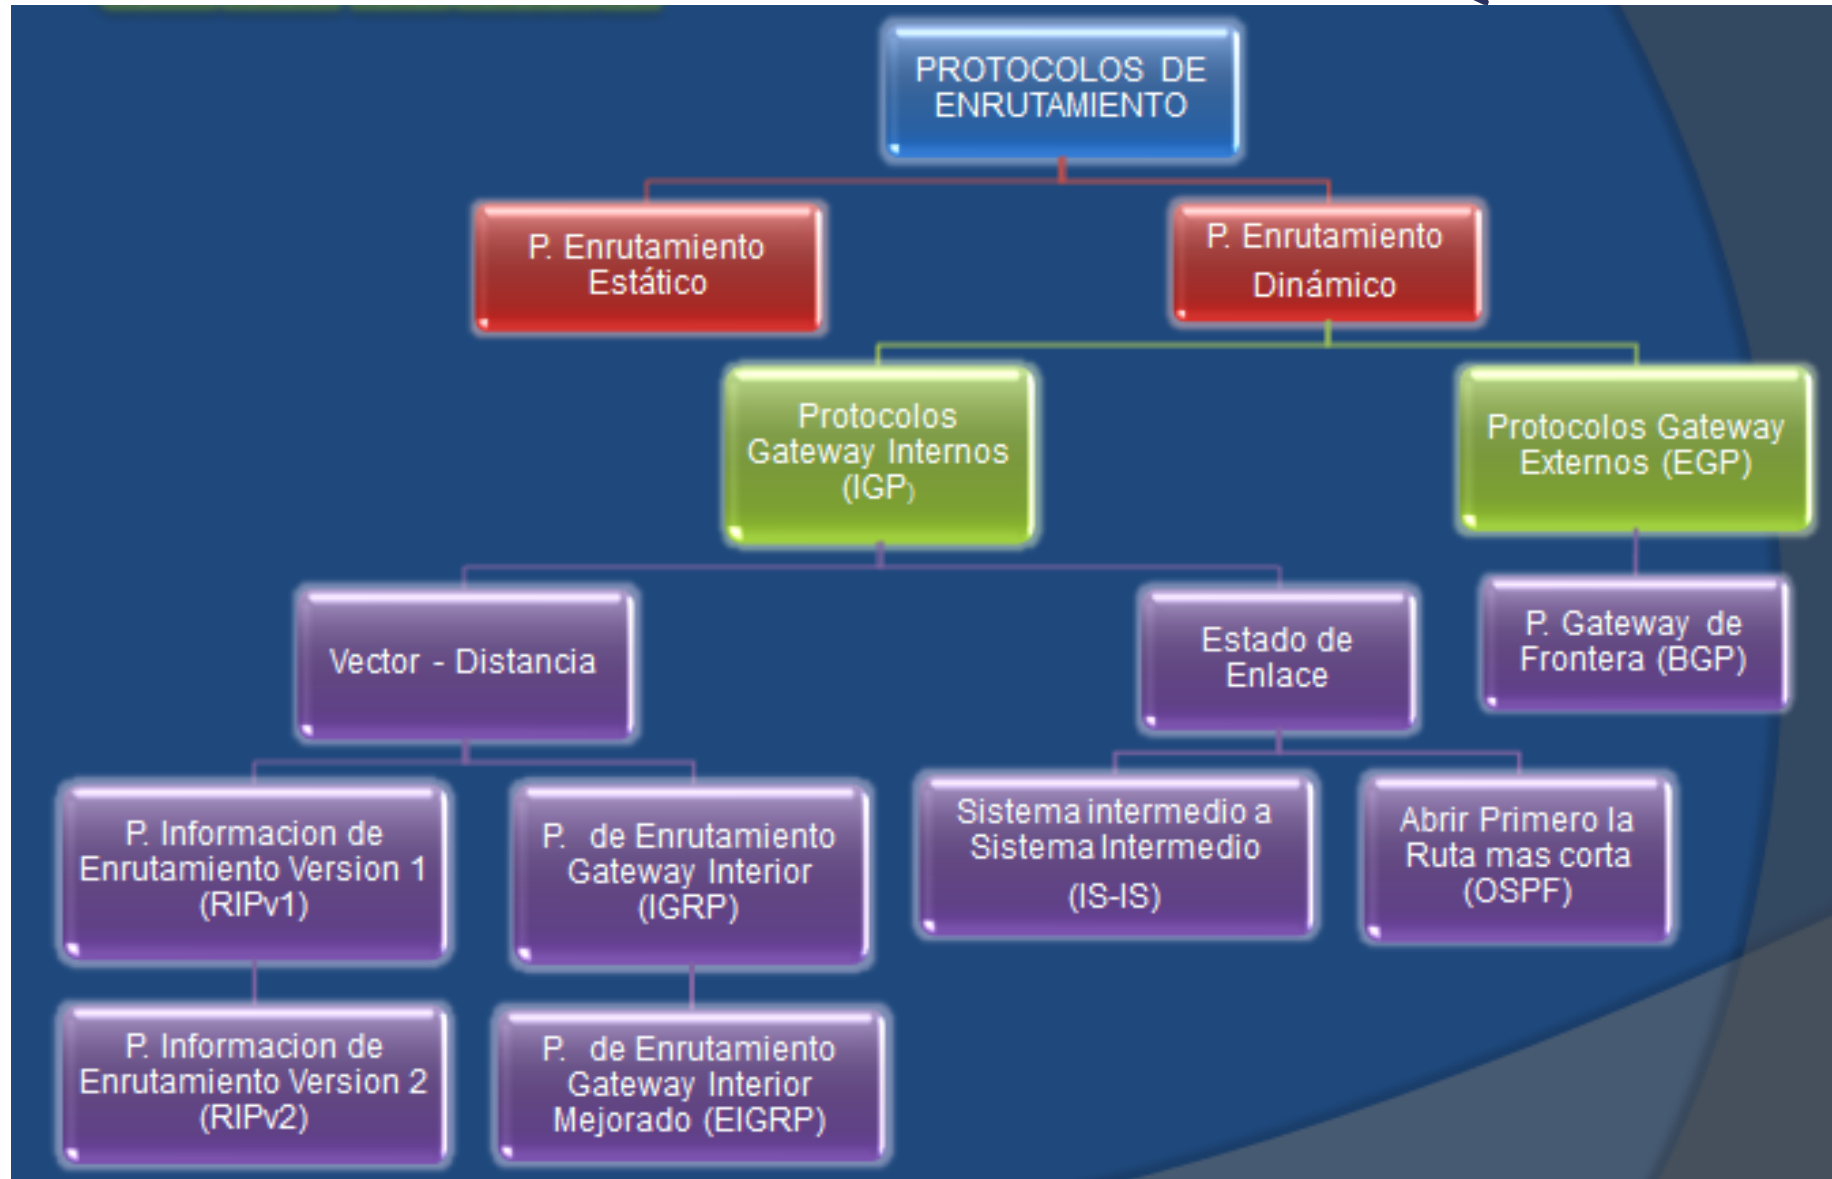 PROTOCOLOS DE
ENRUTAMIENTO
P. Enrutamiento
Estático
P. Enrutamiento
Dinámico
Protocolos
Gateway Internos
(IGP)
Protocolos Gateway
Externos (EGP)
Vector - Distancia
Estado de
Enlace
P. Gateway de
Frontera (BGP)
P. Informacion de
Enrutamiento Version 1
(RIPv1)
P. de Enrutamiento
Gateway Interior
(IGRP)
Sistema intermedio a
Sistema Intermedio
(IS-IS)
Abrir Primero la
Ruta mas corta
(OSPF)
P. Informacion de
Enrutamiento Version 2
(RIPv2)
P. de Enrutamiento
Gateway Interior
Mejorado (EIGRP)